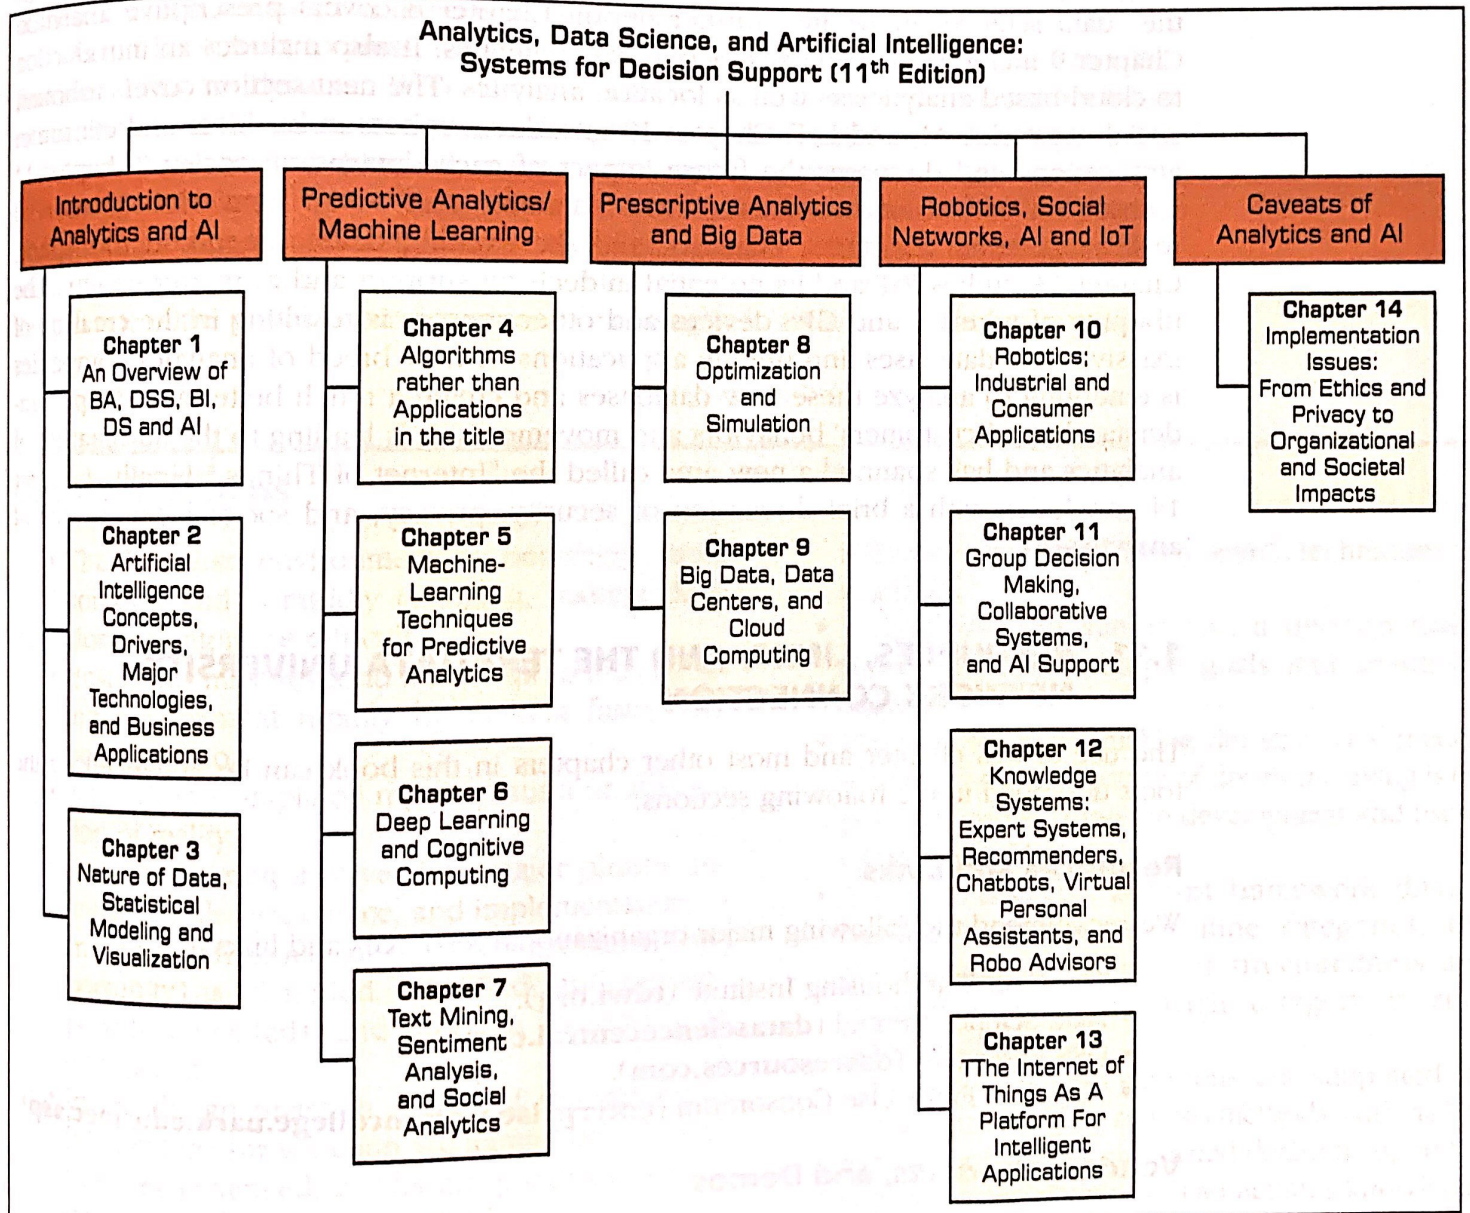 Analytics, Data Science, and Artificial Intelligence:
Systems for Decision Support (11th Edition)
Introduction to
Analytics and AI
Chapter 1
An Overview of
BA, DSS, BI,
DS and AI
Chapter 2
Artificial
Intelligence
Concepts,
Drivers,
Major
Technologies,
and Business
Applications
Chapter 3
Nature of Data,
Statistical
Modeling and
Visualization
Predictive Analytics/
Machine Learning
Chapter 4
Algorithms
rather than
Applications
in the title
Chapter 5
Machine-
Learning
Techniques
for Predictive
Analytics
Chapter 6
Deep Learning
and Cognitive
Computing
Chapter 7
Text Mining,
Sentiment
Analysis,
and Social
Analytics
Prescriptive Analytics
and Big Data
Chapter 8
Optimization
and
Simulation
Chapter 9
Big Data, Data
Centers, and
Cloud
Computing
Robotics, Social
Networks, AI and IoT
Chapter 10
Robotics:
Industrial and
Consumer
Applications
Chapter 11
Group Decision
Making,
Collaborative
Systems,
and AI Support
Chapter 12
Knowledge
Systems:
Expert Systems,
Recommenders,
Chatbots, Virtual
Personal
Assistants, and
Robo Advisors
Chapter 13
TThe Internet of
Things As A
Platform For
Intelligent
Applications
Caveats of
Analytics and AI
Chapter 14
Implementation
Issues:
From Ethics and
Privacy to
Organizational
and Societal
Impacts